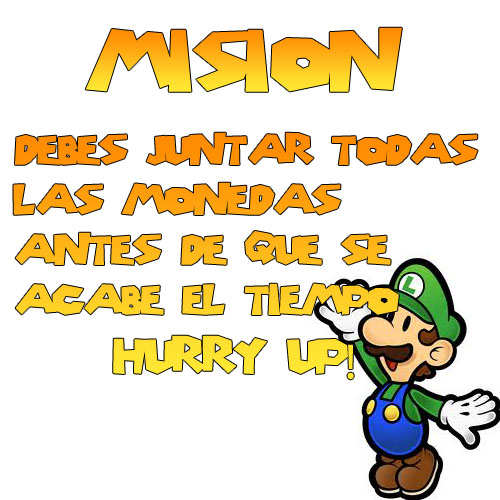 MISION
DEBES JUNTAR TODAS
LAS MONEDAS
ANTES DE QUE SE
ACABE EL TIEMPO
HURRY UP!
L